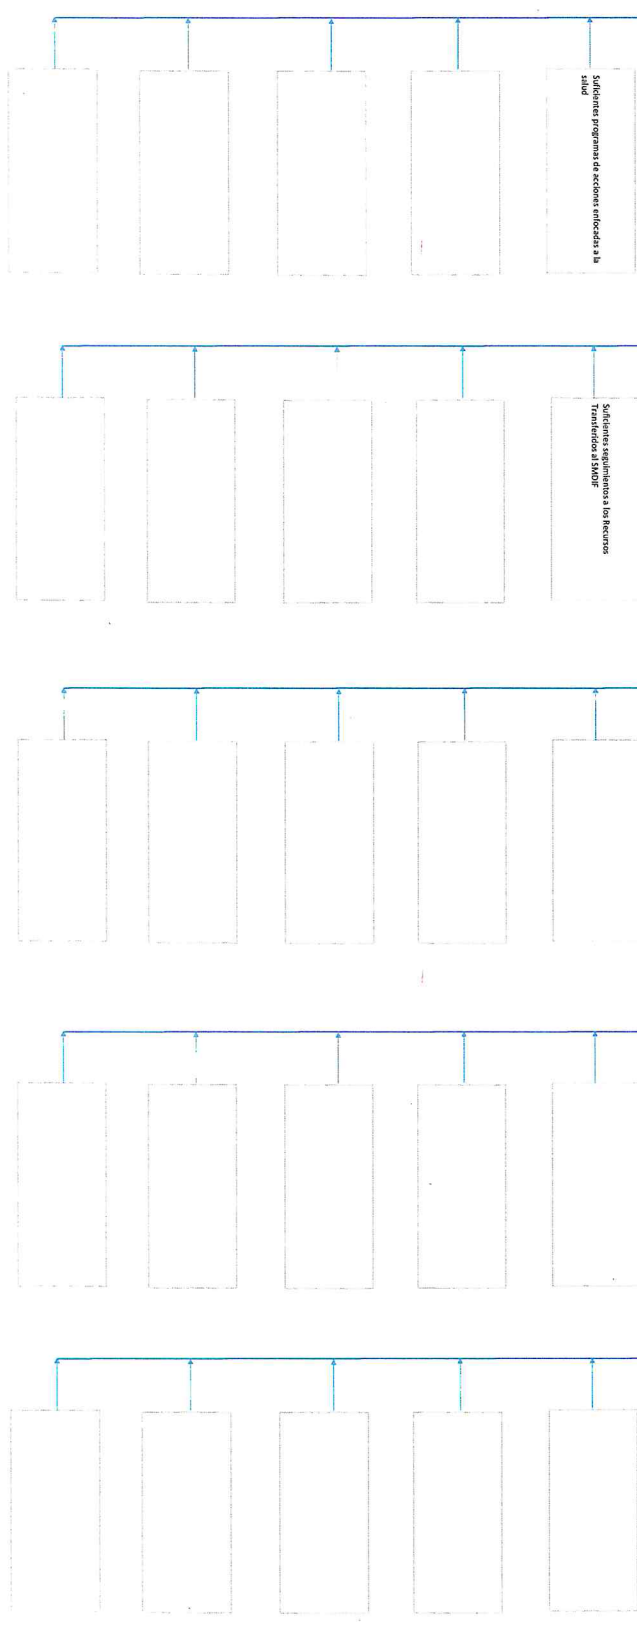 Suficientes programas de acciones enfocadas a la
salud
Suficientes seguimientos a los Recursos
Transferidos al SMDIF